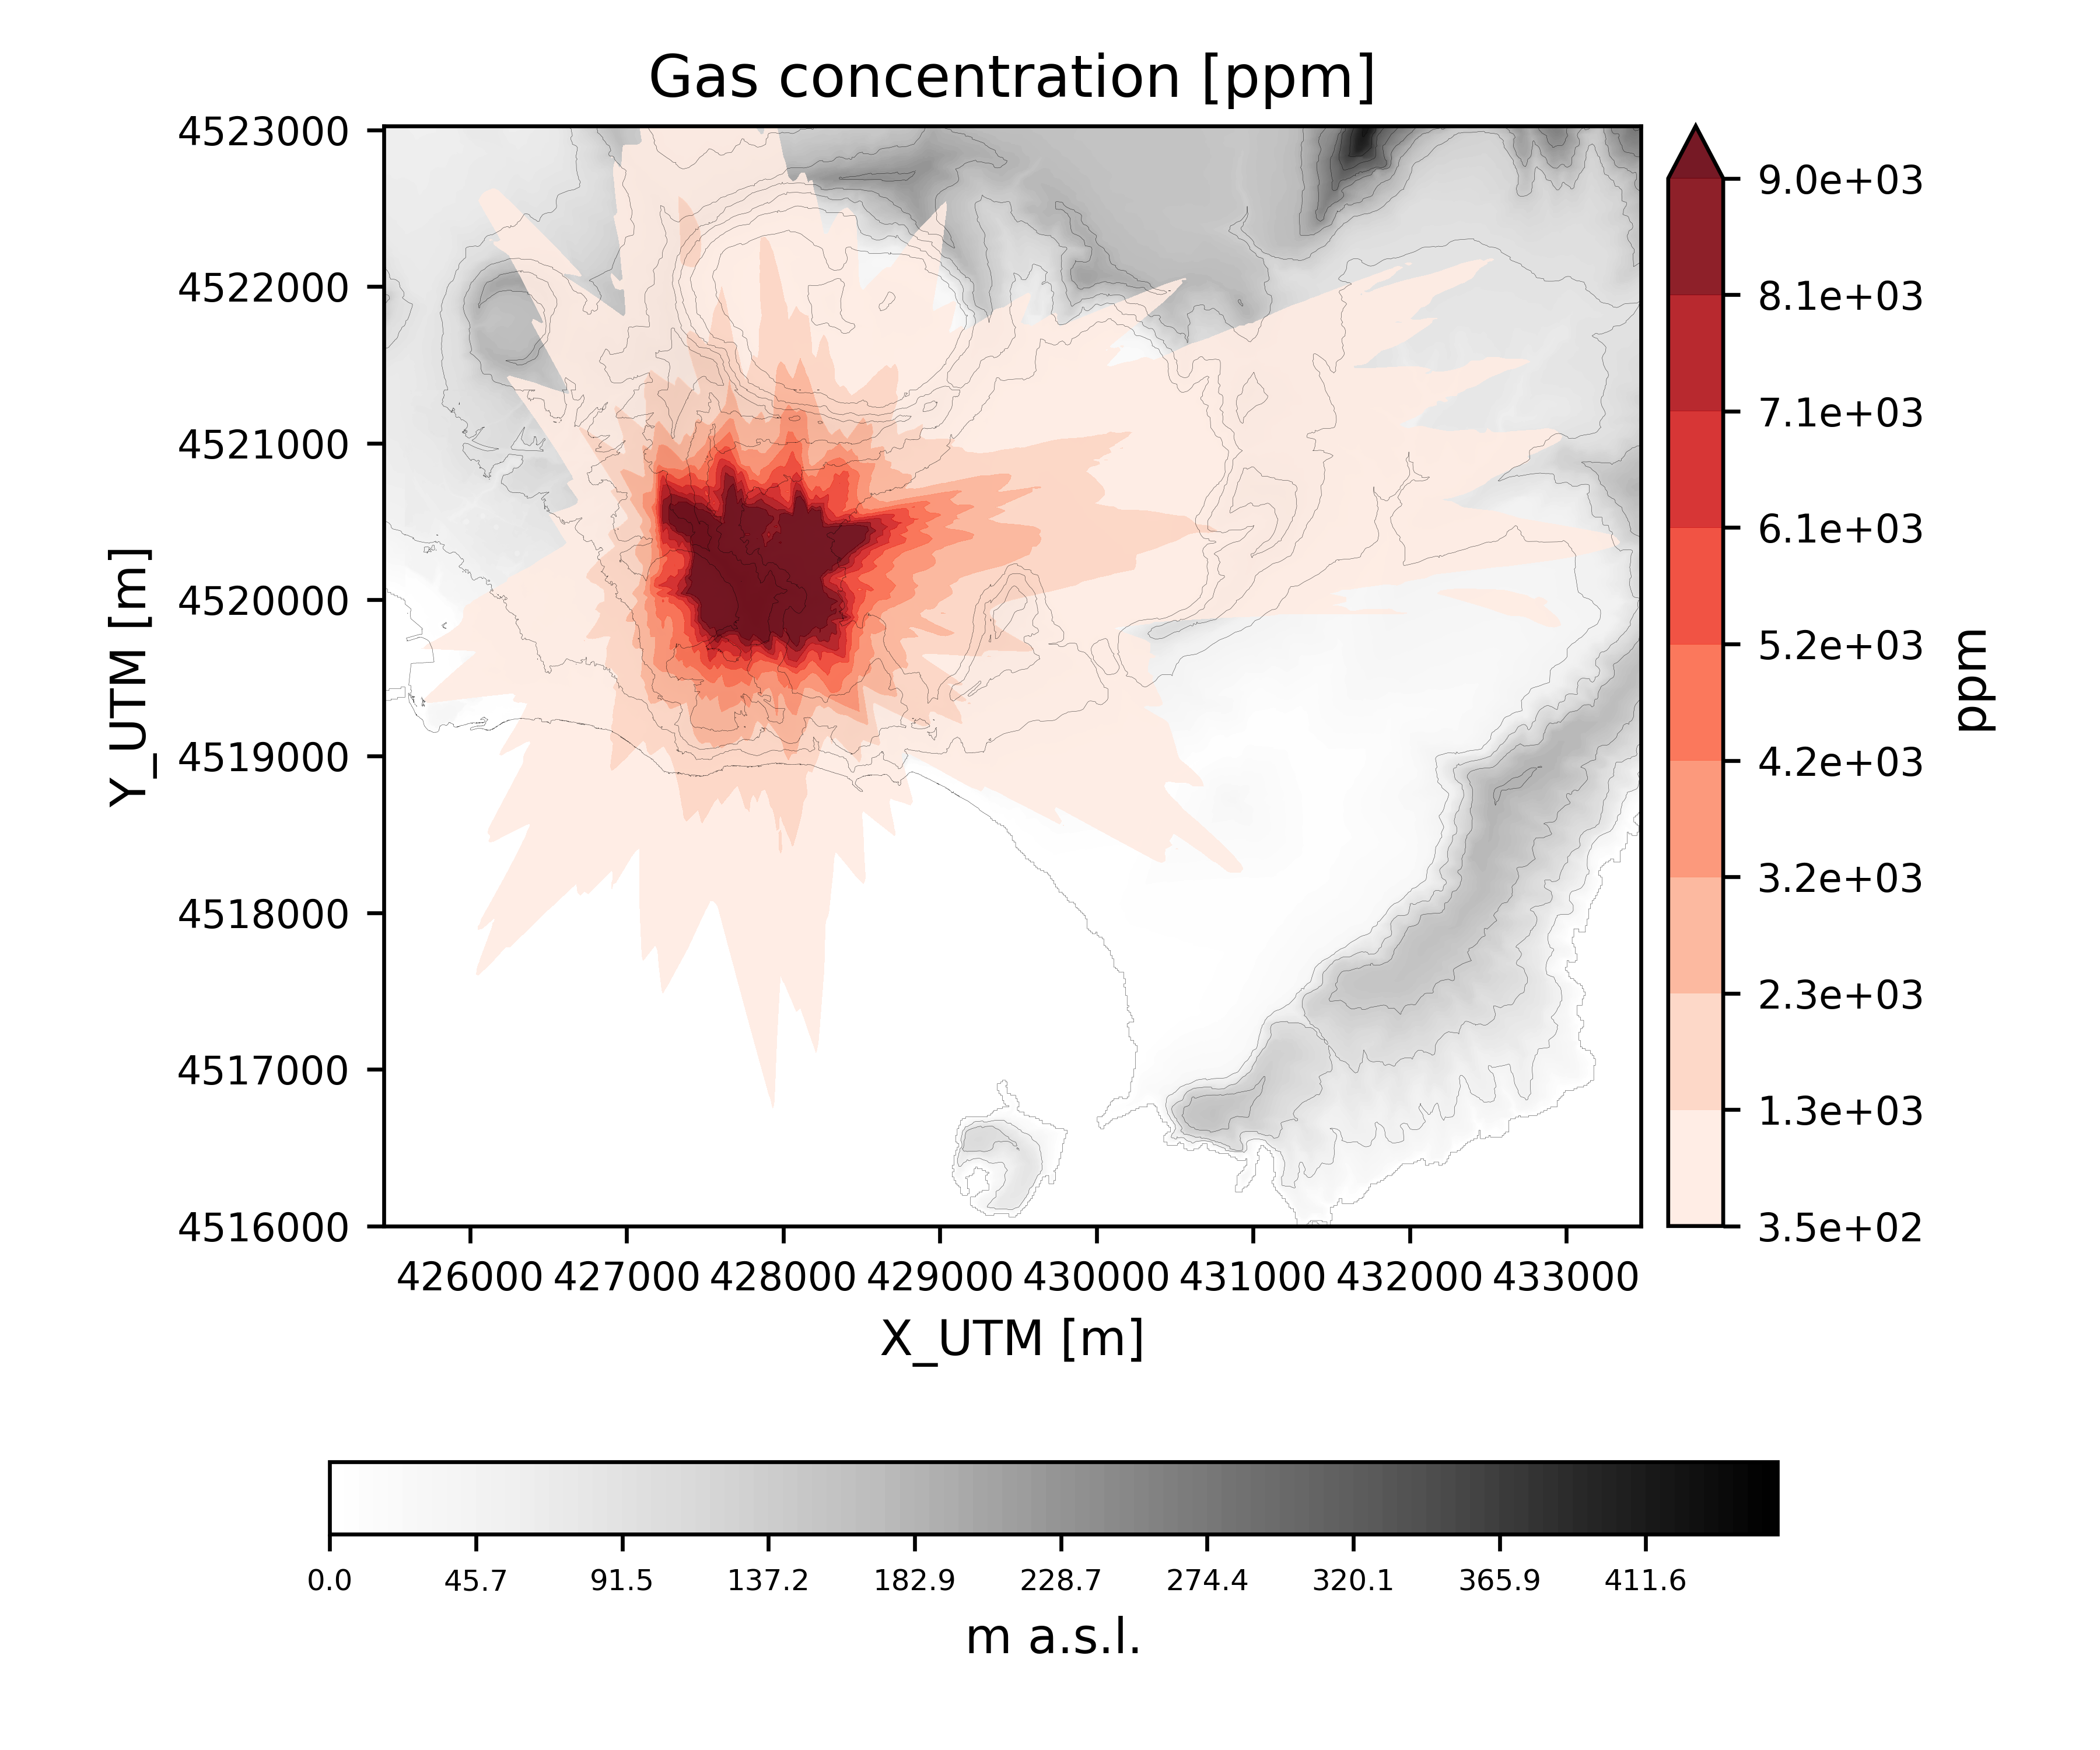 Gas concentration [ppm]
4523000
4522000
4521000
4520000
4519000
4518000
4517000
4516000
Y_UTM [m]
426000 427000 428000 429000 430000 431000 432000 433000
X_UTM [m]
9.0e+03
8.1e+03
7.1e+03
6.1e+03
5.2e+03
4.2e+03
3.2e+03
2.3e+03
1.3e+03
3.5e+02
ppm
0.0 45.7 91.5 137.2 182.9 228.7 274.4 320.1 365.9 411.6
m a.s.l.